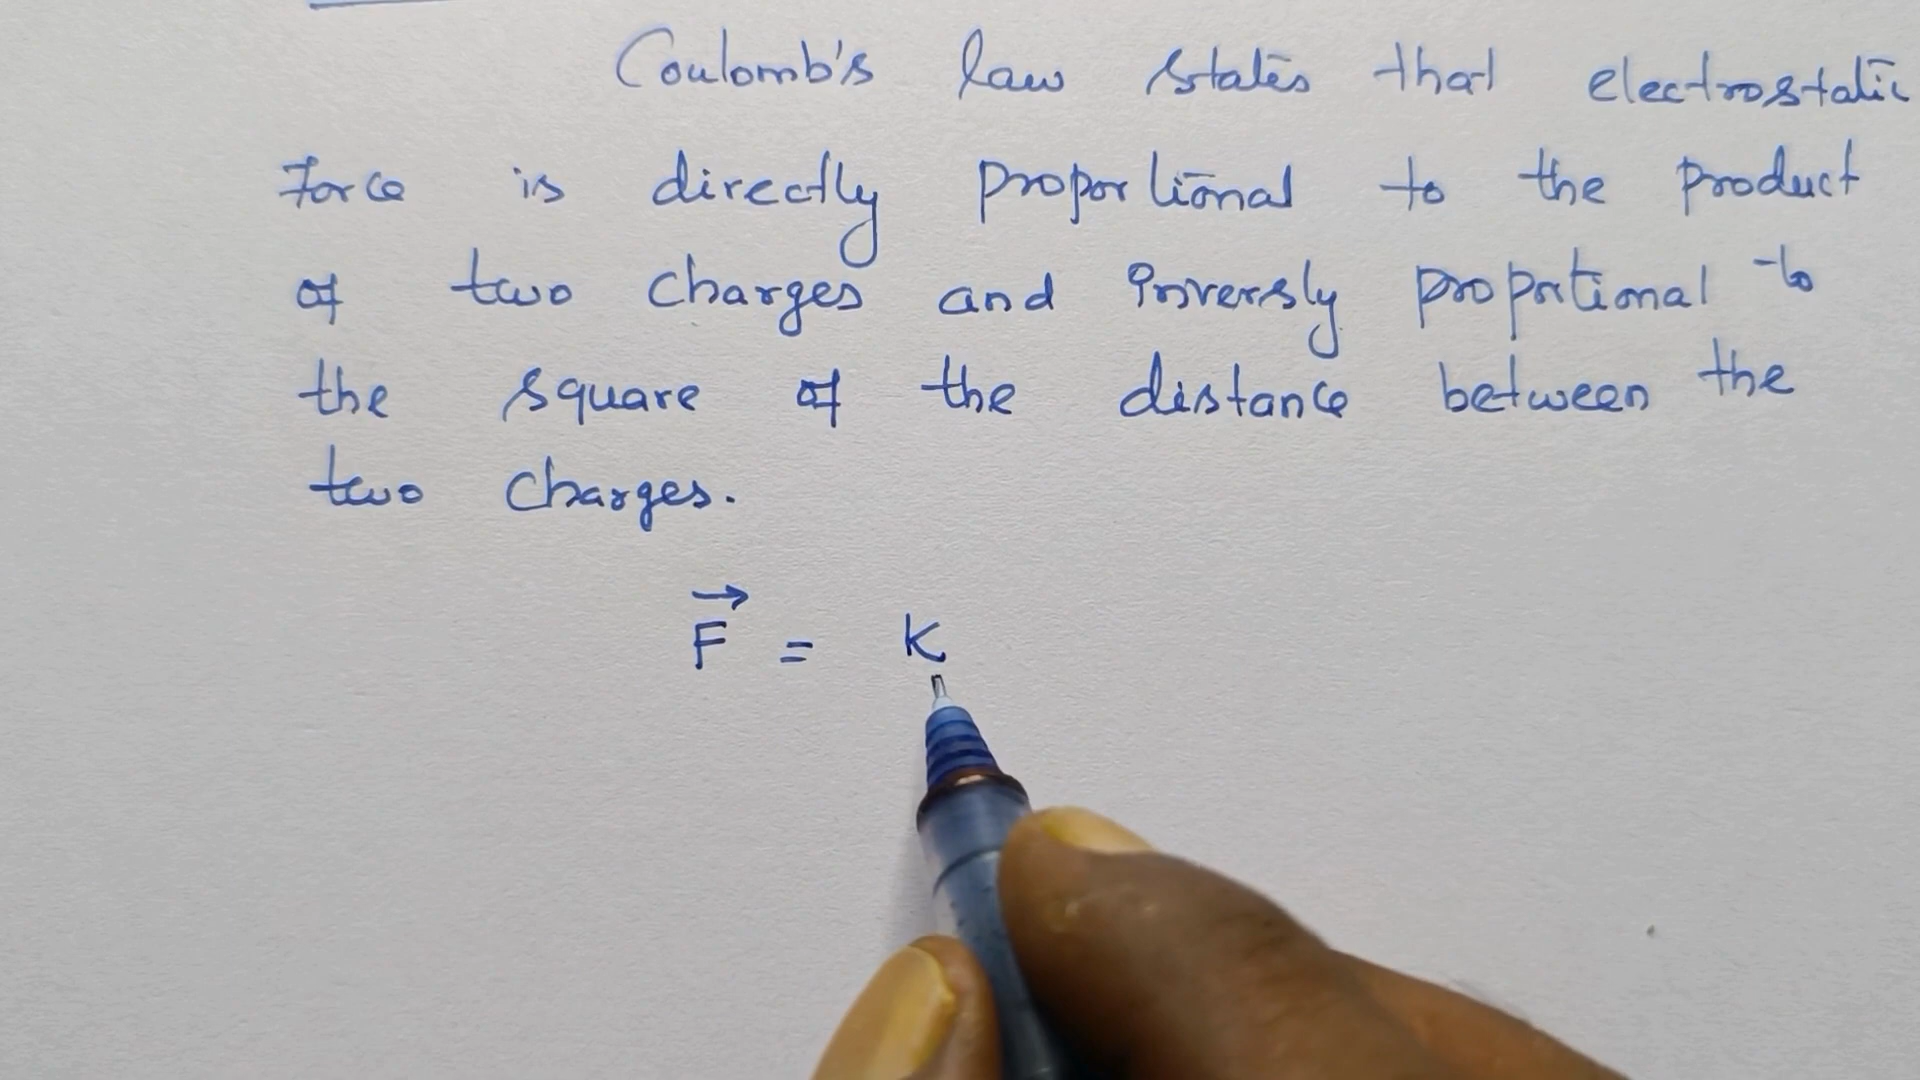 Coulomb's law states that electrostatic
Force is directly proportional to the product
of two charges and inversly proportional to
the square of the distance between the
two charges.
F⃗ = K